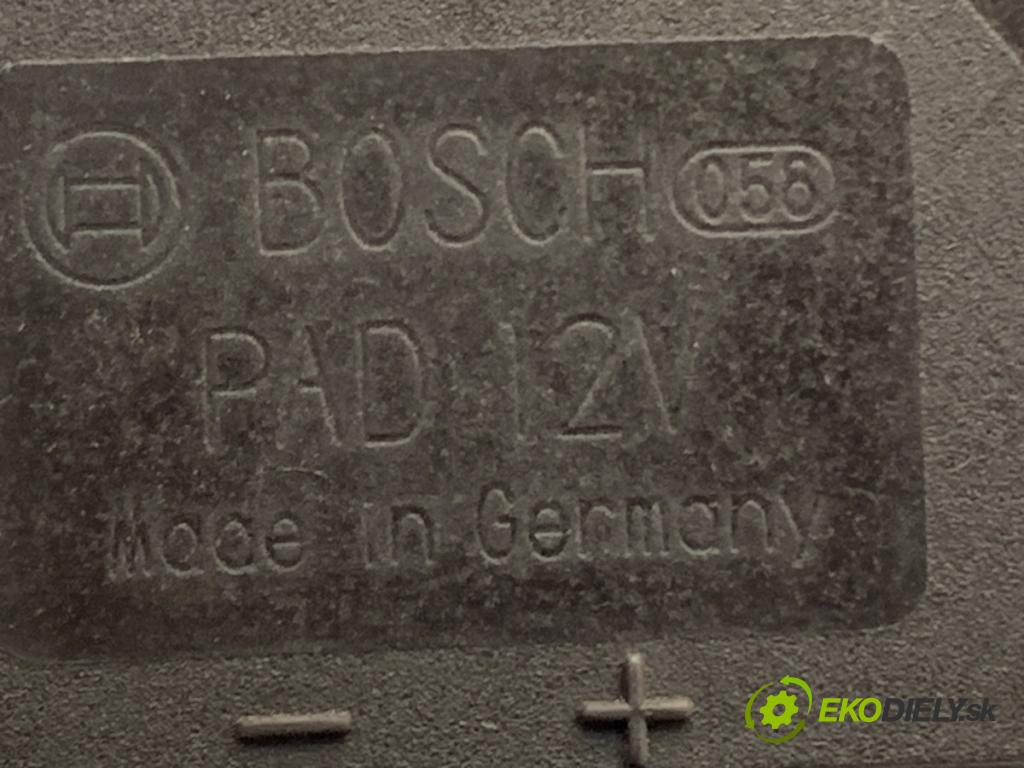 BOSCH 058
PAD 12V
Made in Germany
- +
EKODIELY.sk